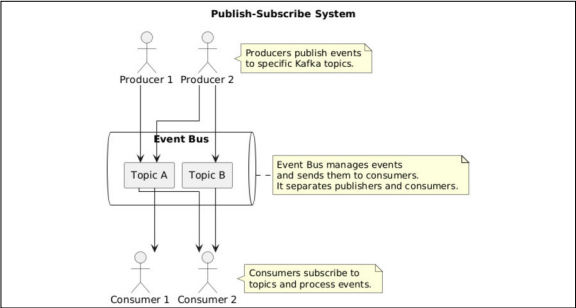 Publish-Subscribe System
Producer 1
Producer 2
Producers publish events
to specific Kafka topics.
Event Bus
Topic A
Topic B
Event Bus manages events
and sends them to consumers.
It separates publishers and consumers.
Consumer 1
Consumer 2
Consumers subscribe to
topics and process events.